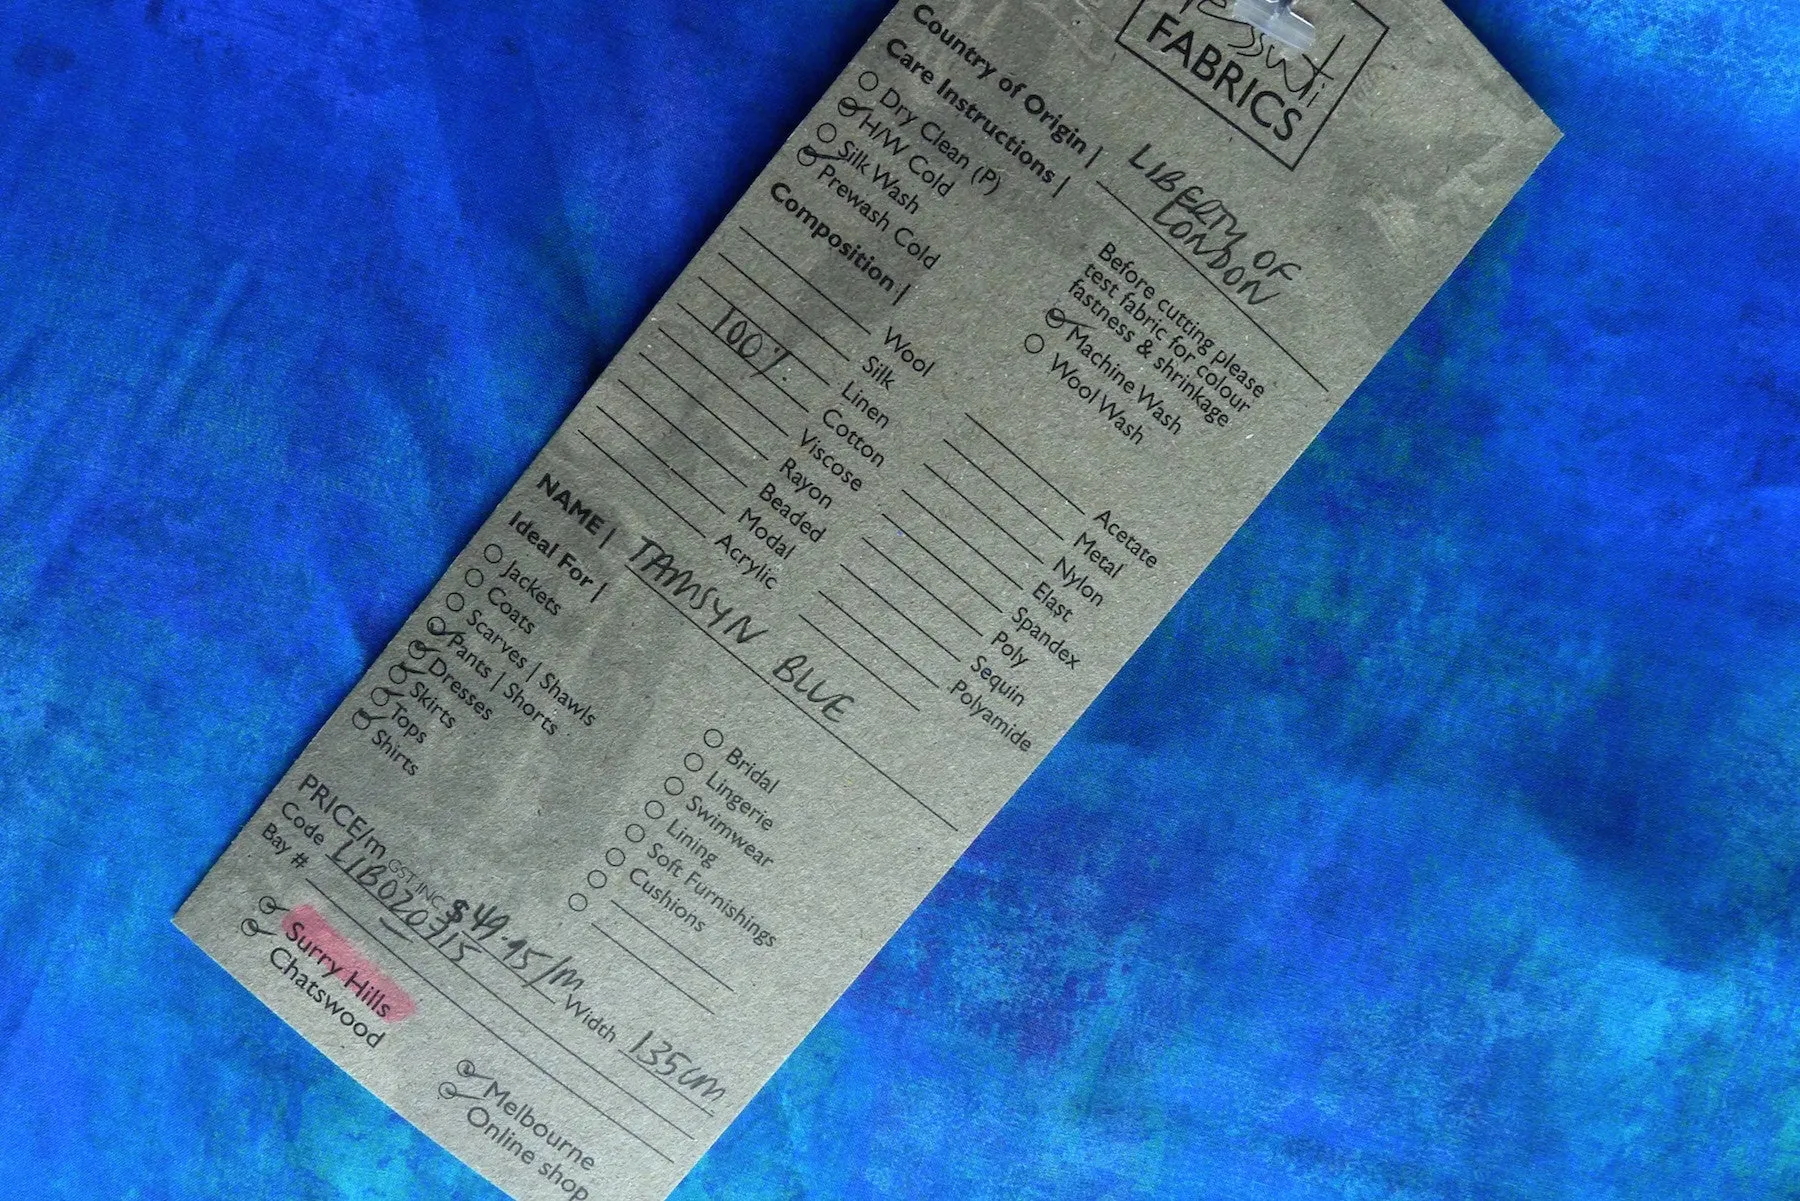 essuti
FABRICS
Country of Origin | LIBERTY OF
LONDON
Care Instructions |
Dry Clean (P)
H/W Cold
Silk Wash
Prewash Cold
Before cutting please
test fabric for colour
fastness & shrinkage
Machine Wash
Wool Wash
Composition |
Wool
Silk
Linen
100% Cotton
Viscose
Rayon
Beaded
Modal
Acrylic
Acetate
Metal
Nylon
Elast
Spandex
Poly
Sequin
Polyamide
NAME | TAMSYN BLUE
Ideal For |
Jackets
Coats
Scarves | Shawls
Pants | Shorts
Dresses
Skirts
Tops
Shirts
Bridal
Lingerie
Swimwear
Lining
Soft Furnishings
Cushions
PRICE/m GST INC $49.95/m Width 135cm
Code
Bay #
Surry Hills
Chatswood
Melbourne
Online shop